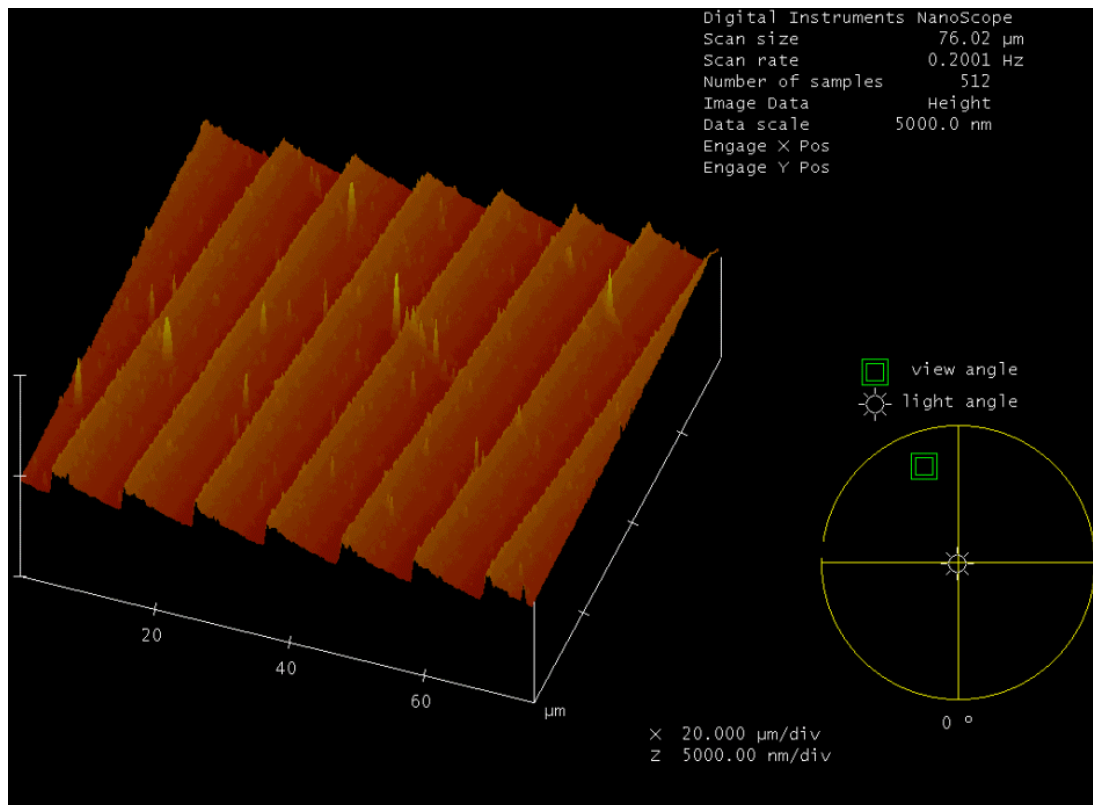 Digital Instruments NanoScope
Scan size 76.02 µm
Scan rate 0.2001 Hz
Number of samples 512
Image Data Height
Data scale 5000.0 nm
Engage X Pos
Engage Y Pos
view angle
light angle
20
40
60
µm
0 º
X 20.000 µm/div
Z 5000.00 nm/div